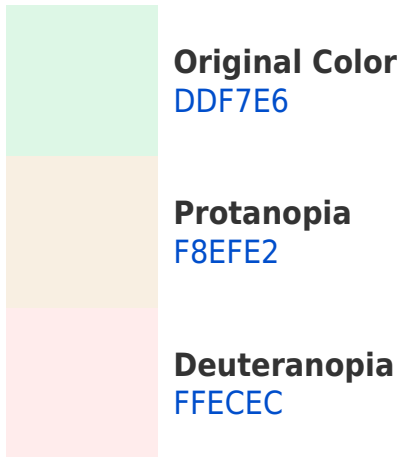 Original Color
DDF7E6
Protanopia
F8EFE2
Deuteranopia
FFECEC